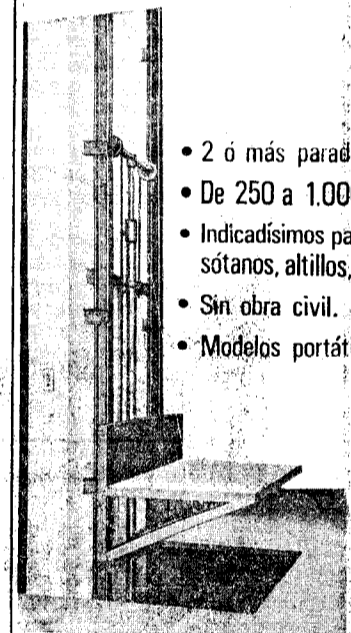 • 2 ó más parad
• De 250 a 1.00
• Indicadísimos pa
sótanos, altillos,
• Sin obra civil.
• Modelos portát